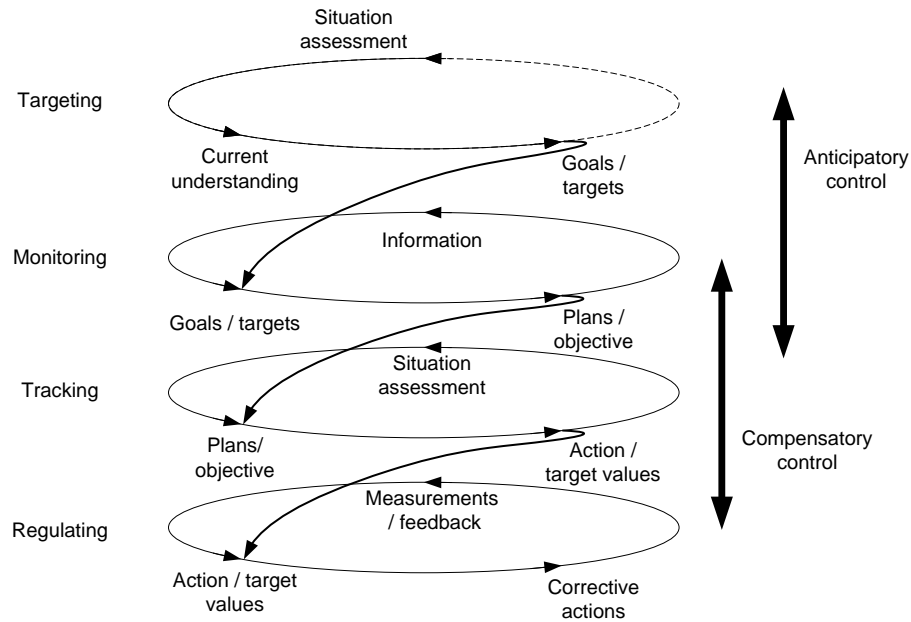 Situation
assessment
Targeting
Current
understanding
Goals /
targets
Anticipatory
control
Information
Monitoring
Goals / targets
Plans /
objective
Situation
assessment
Tracking
Plans/
objective
Action /
target values
Compensatory
control
Measurements
/ feedback
Regulating
Action / target
values
Corrective
actions